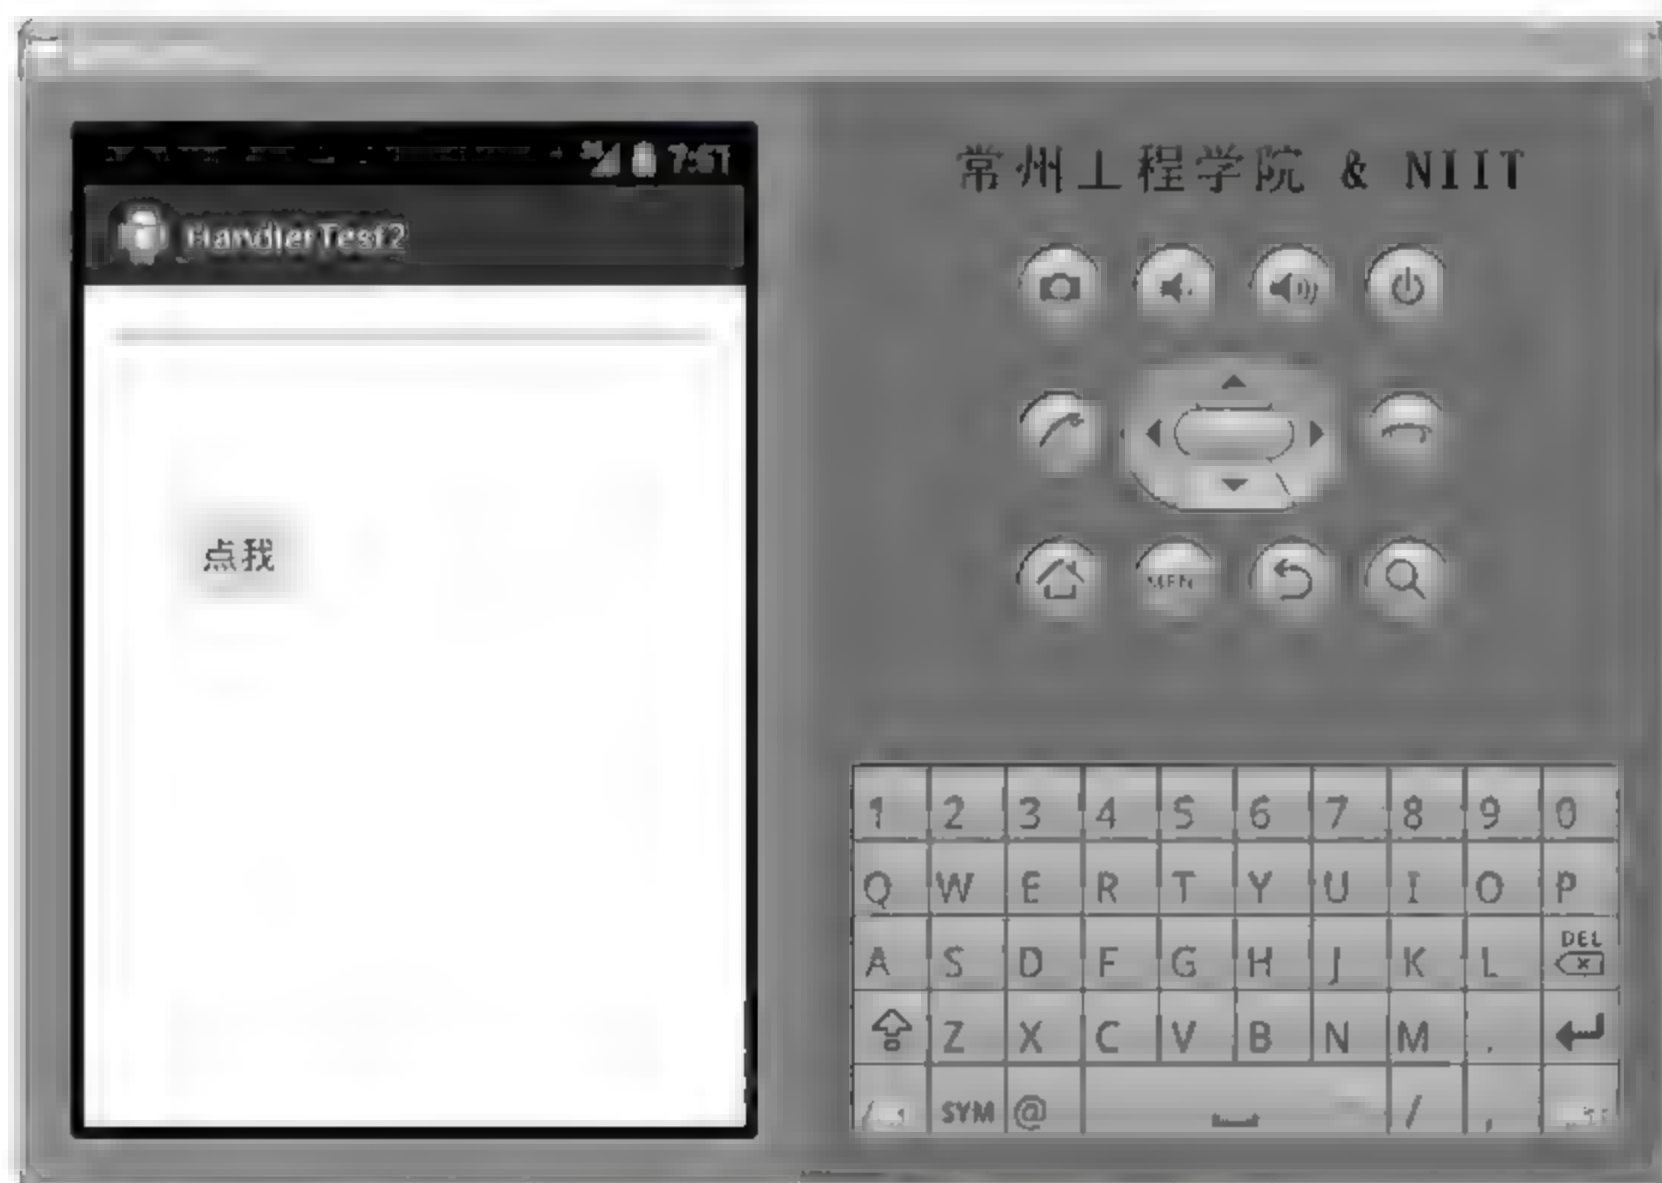 7:51
HandlerTest2
点我
常州工程学院 & NIIT
1 2 3 4 5 6 7 8 9 0
Q W E R T Y U I O P
A S D F G H J K L DEL
Z X C V B N M .
SYM @ / ,